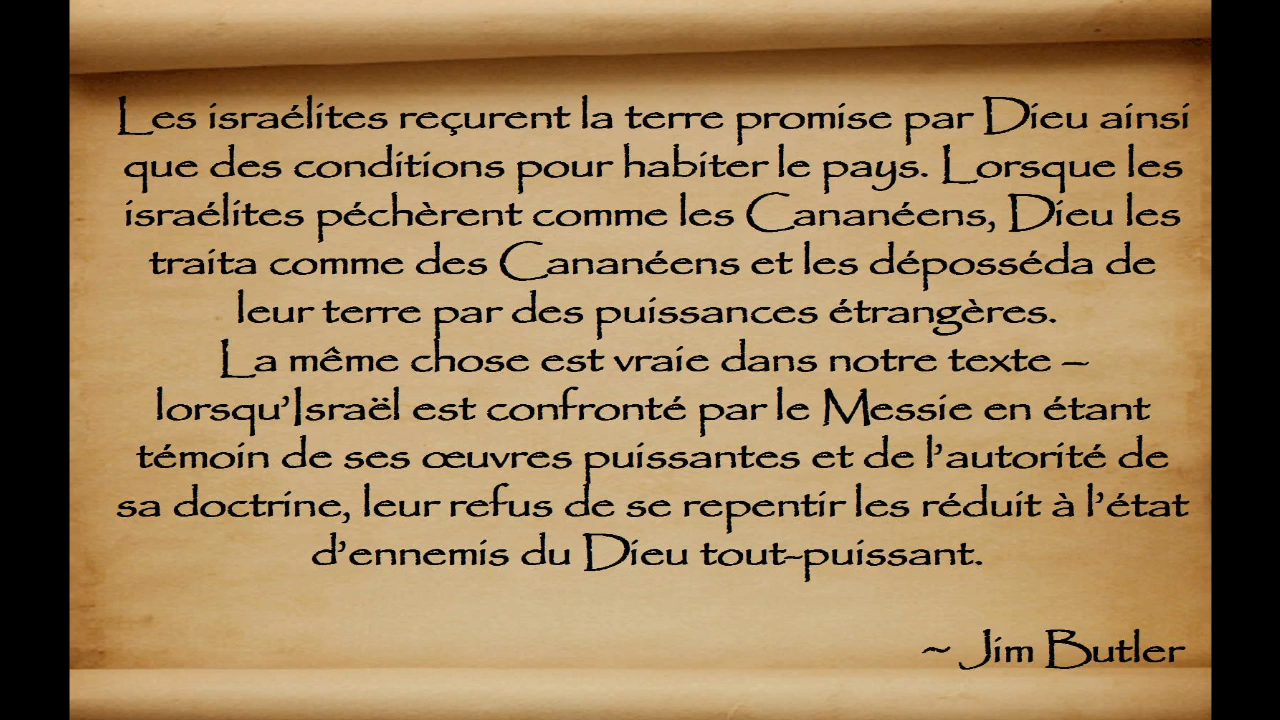 Les israélites reçurent la terre promise par Dieu ainsi
que des conditions pour habiter le pays. Lorsque les
israélites péchèrent comme les Cananéens, Dieu les
traita comme des Cananéens et les déposséda de
leur terre par des puissances étrangères.
La même chose est vraie dans notre texte –
lorsqu’Israël est confronté par le Messie en étant
témoin de ses œuvres puissantes et de l’autorité de
sa doctrine, leur refus de se repentir les réduit à l’état
d’ennemis du Dieu tout-puissant.
~ Jim Butler